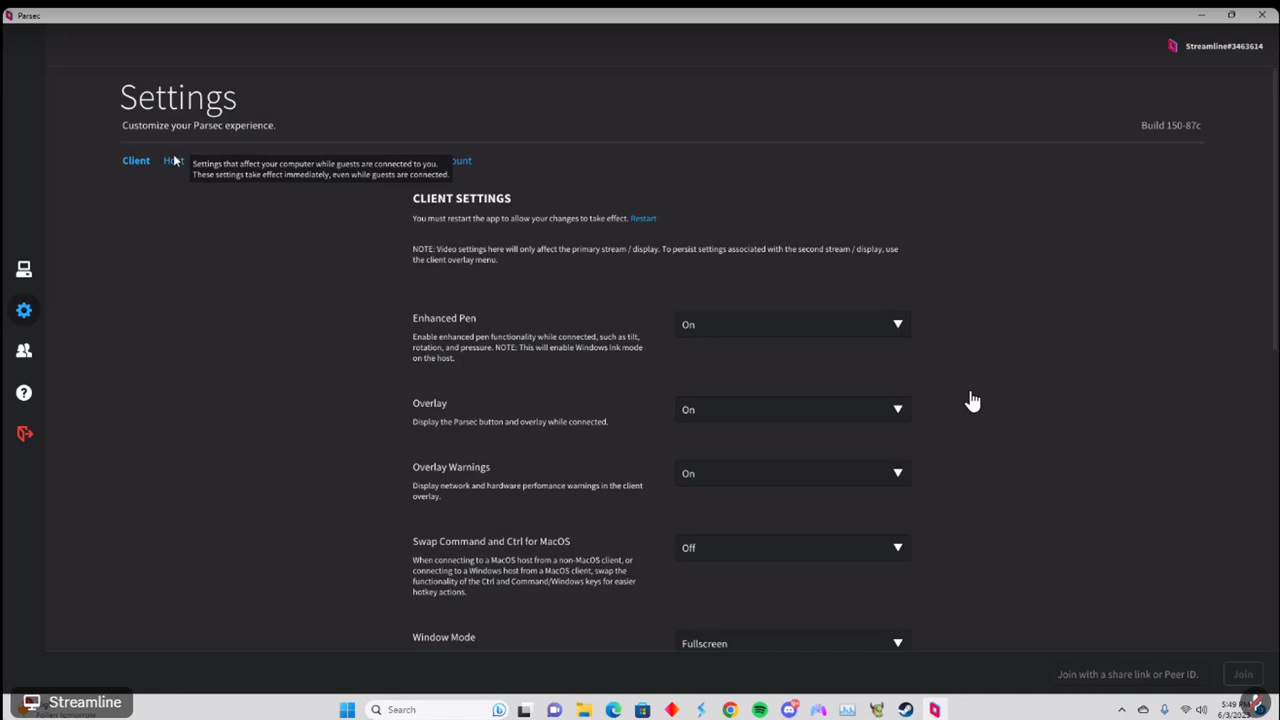 Parsec
Streamline#3463614
Settings
Customize your Parsec experience.
Build 150-87c
Client
Settings that affect your computer while guests are connected to you.
These settings take effect immediately, even while guests are connected.
CLIENT SETTINGS
You must restart the app to allow your changes to take effect. Restart
NOTE: Video settings here will only affect the primary stream / display. To persist settings associated with the second stream / display, use
the client overlay menu.
Enhanced Pen
On
Enable enhanced pen functionality while connected, such as tilt,
rotation, and pressure. NOTE: This will enable Windows Ink mode
on the host.
Overlay
On
Display the Parsec button and overlay while connected.
Overlay Warnings
On
Display network and hardware perfomance warnings in the client
overlay.
Swap Command and Ctrl for MacOS
Off
When connecting to a MacOS host from a non-MacOS client, or
connecting to a Windows host from a MacOS client, swap the
functionality of the Ctrl and Command/Windows keys for easier
hotkey actions.
Window Mode
Fullscreen
Join with a share link or Peer ID.
Join
Streamline
Search
5:49 PM
6/3/2023